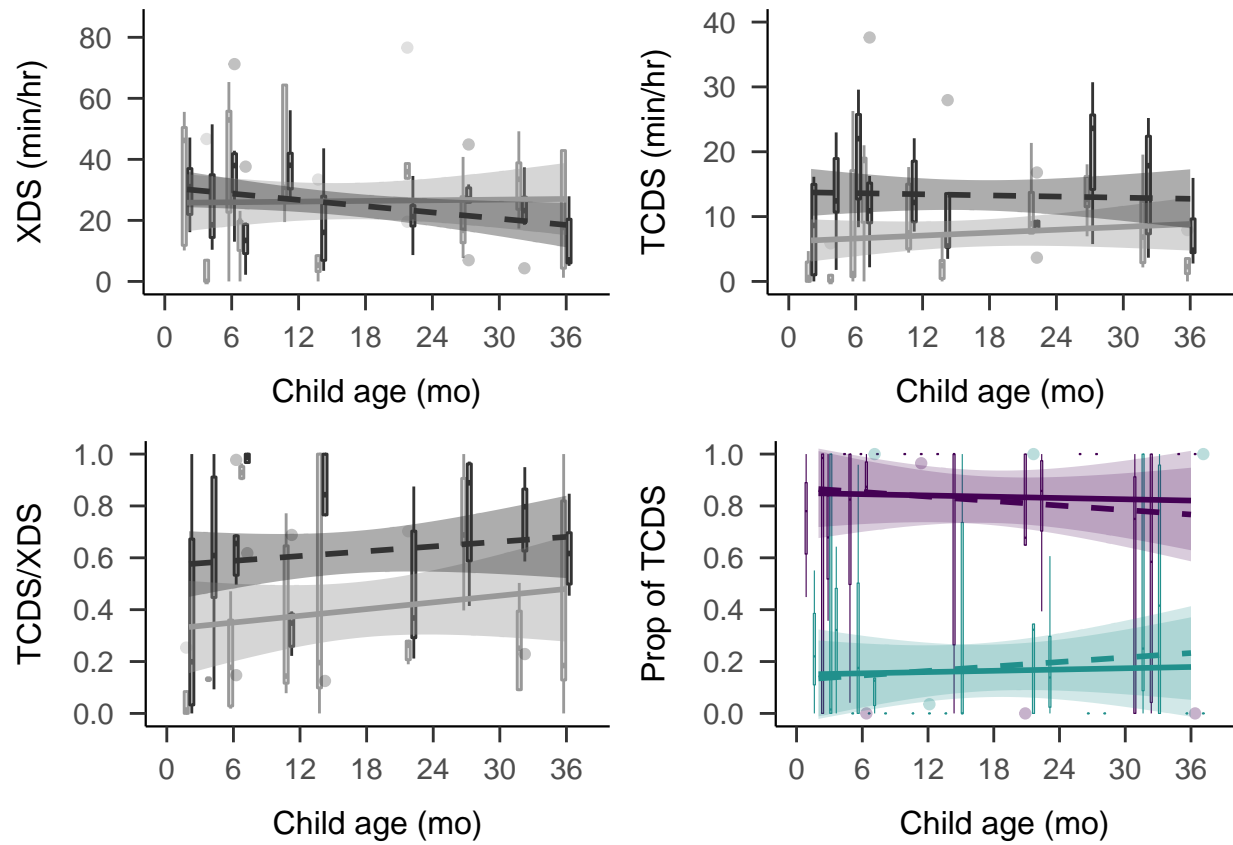 XDS (min/hr)
80
60
40
20
0
0 6 12 18 24 30 36
Child age (mo)
TCDS (min/hr)
40
30
20
10
0
0 6 12 18 24 30 36
Child age (mo)
TCDS/XDS
1.0
0.8
0.6
0.4
0.2
0.0
0 6 12 18 24 30 36
Child age (mo)
Prop of TCDS
1.0
0.8
0.6
0.4
0.2
0.0
0 6 12 18 24 30 36
Child age (mo)